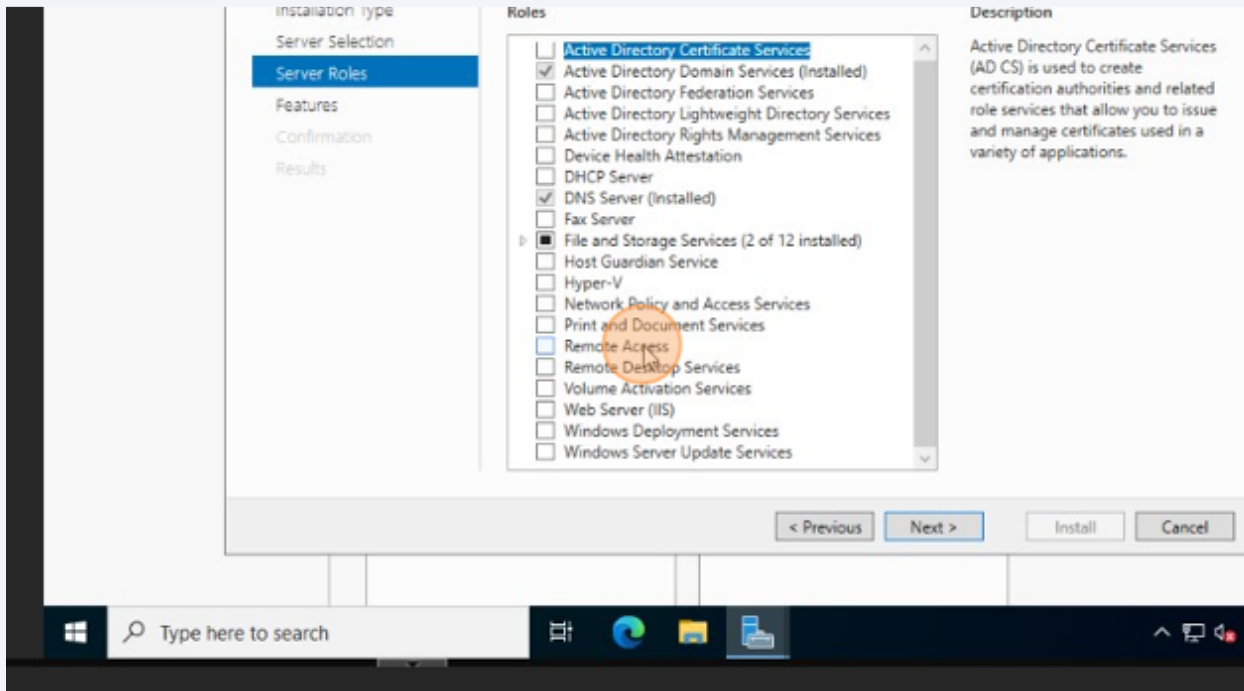 Installation Type
Server Selection
Server Roles
Features
Confirmation
Results
Roles
Active Directory Certificate Services
Active Directory Domain Services (Installed)
Active Directory Federation Services
Active Directory Lightweight Directory Services
Active Directory Rights Management Services
Device Health Attestation
DHCP Server
DNS Server (Installed)
Fax Server
File and Storage Services (2 of 12 installed)
Host Guardian Service
Hyper-V
Network Policy and Access Services
Print and Document Services
Remote Access
Remote Desktop Services
Volume Activation Services
Web Server (IIS)
Windows Deployment Services
Windows Server Update Services
Description
Active Directory Certificate Services
(AD CS) is used to create
certification authorities and related
role services that allow you to issue
and manage certificates used in a
variety of applications.
< Previous Next > Install Cancel
Type here to search